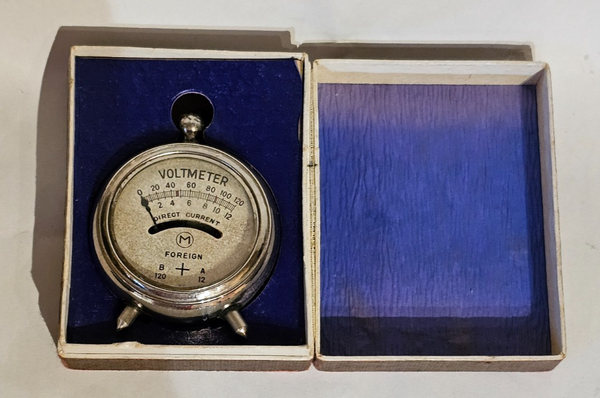 VOLTMETER
0 20 40 60 80 100 120
2 4 6 8 10 12
DIRECT CURRENT
M
FOREIGN
B + A
120 12